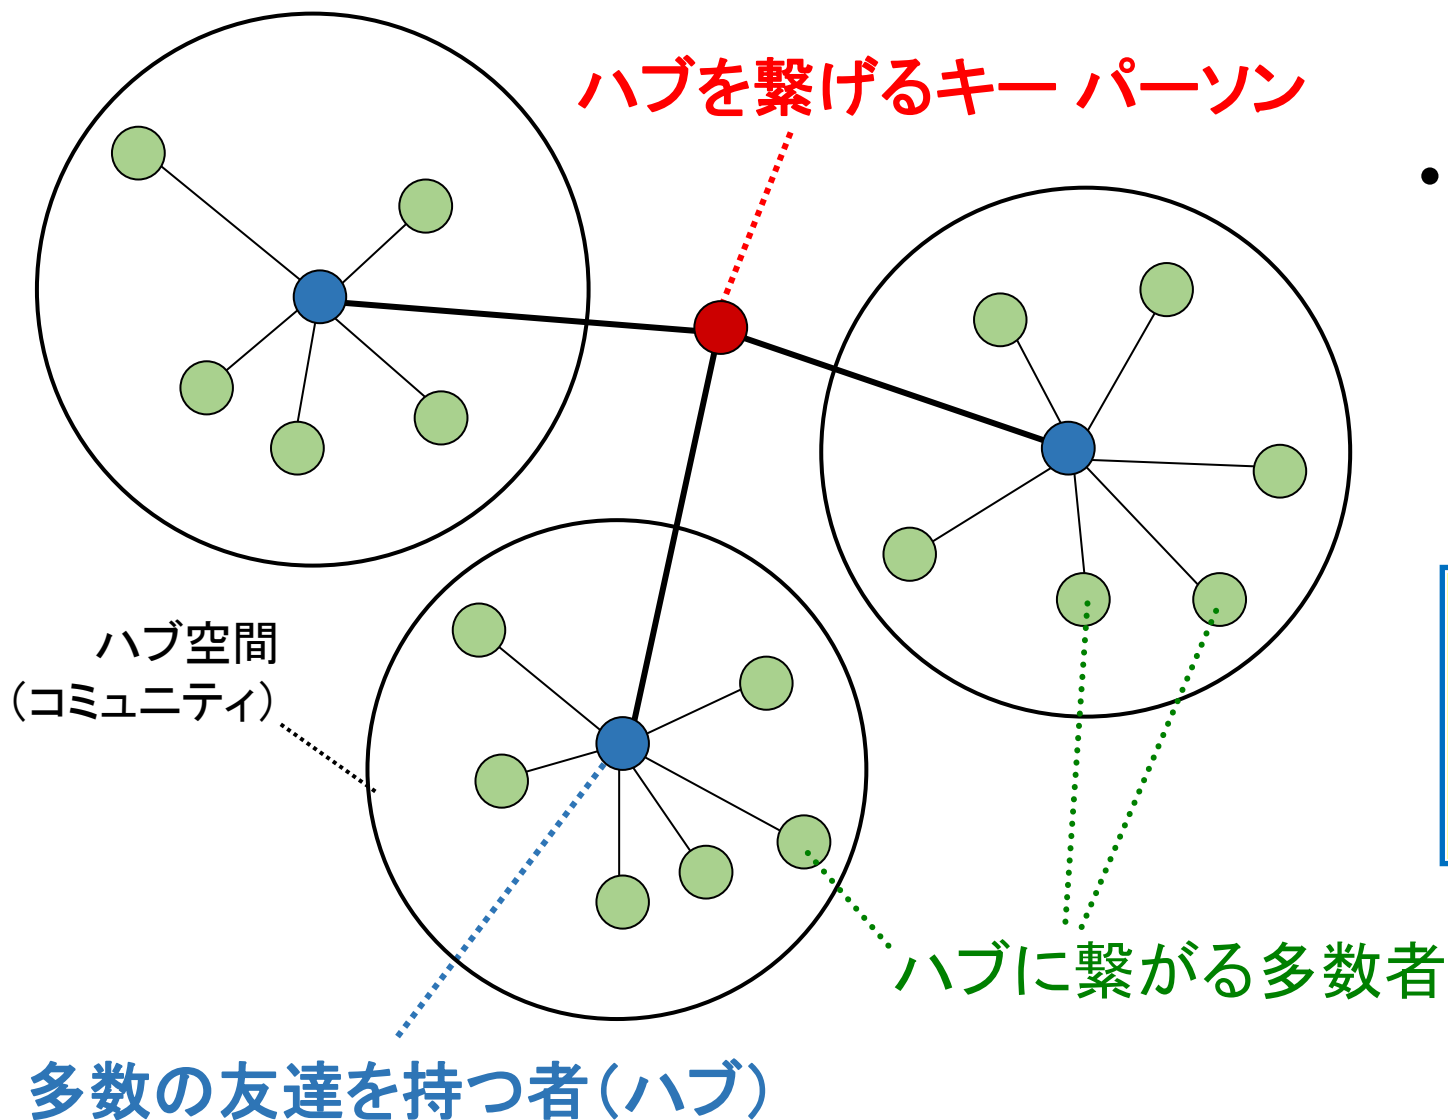 ハブを繋げるキー パーソン
•
ハブ空間
（コミュニティ）
ハブに繋がる多数者
多数の友達を持つ者（ハブ）